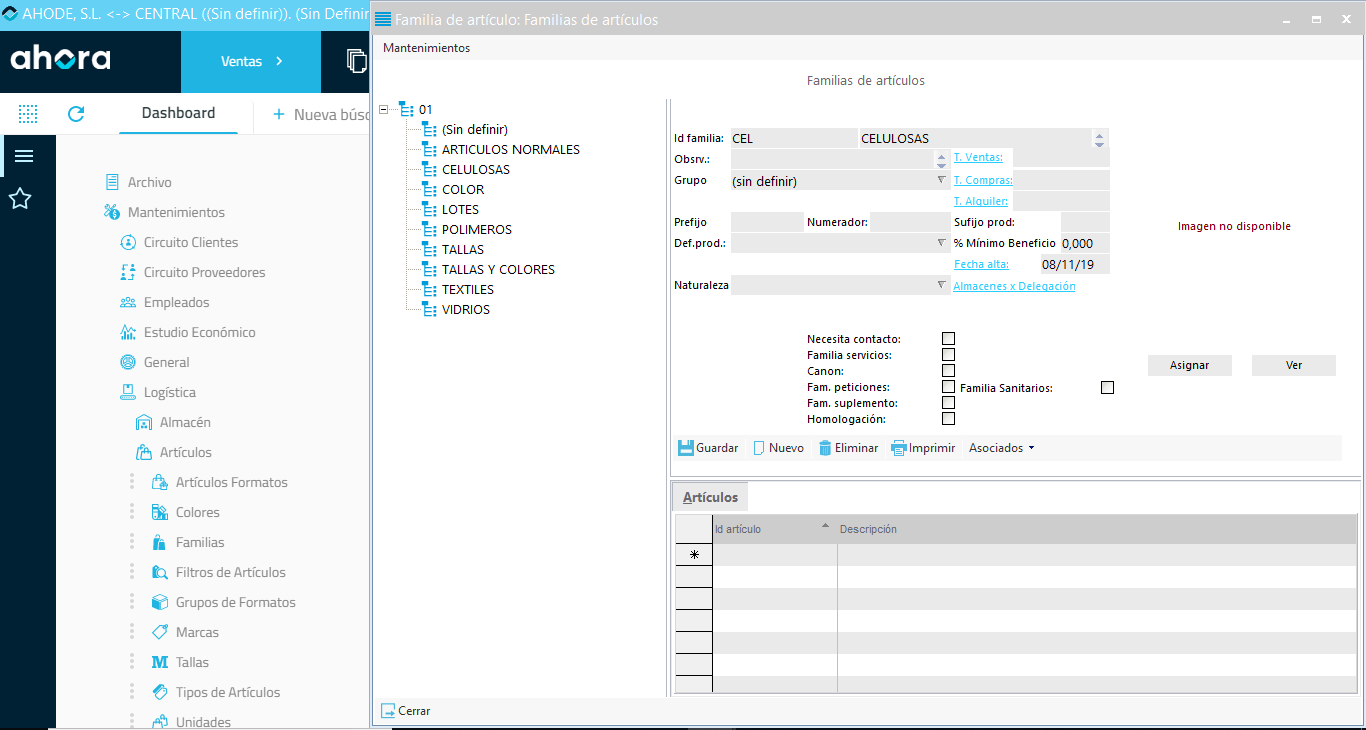 AHODE, S.L. <-> CENTRAL ((Sin definir)). (Sin Definir
ahora
Ventas
Dashboard
+ Nueva búsc
Archivo
Mantenimientos
Circuito Clientes
Circuito Proveedores
Empleados
Estudio Económico
General
Logística
Almacén
Artículos
Artículos Formatos
Colores
Familias
Filtros de Artículos
Grupos de Formatos
Marcas
Tallas
Tipos de Artículos
Unidades
Familia de artículo: Familias de artículos
Mantenimientos
Familias de artículos
01
(Sin definir)
ARTICULOS NORMALES
CELULOSAS
COLOR
LOTES
POLIMEROS
TALLAS
TALLAS Y COLORES
TEXTILES
VIDRIOS
Id familia: CEL CELULOSAS
Obsrv.: T. Ventas:
Grupo (sin definir) T. Compras:
T. Alquiler:
Prefijo Numerador: Sufijo prod:
Def.prod.: % Mínimo Beneficio 0,000
Fecha alta: 08/11/19
Naturaleza Almacenes x Delegación
Imagen no disponible
Necesita contacto:
Familia servicios:
Canon:
Fam. peticiones: Familia Sanitarios:
Fam. suplemento:
Homologación:
Asignar Ver
Guardar Nuevo Eliminar Imprimir Asociados
Artículos
Id artículo Descripción
Cerrar